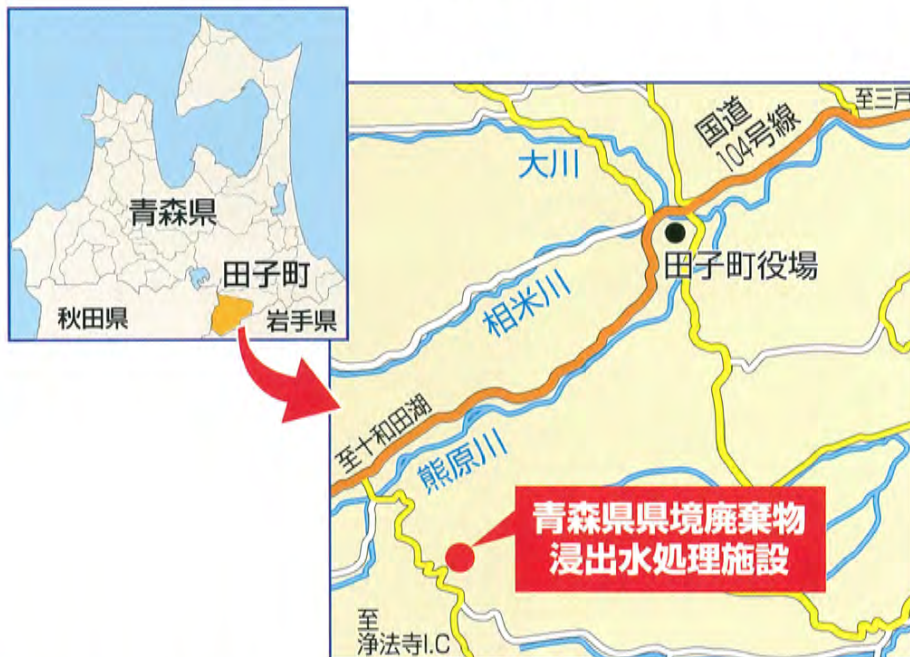 青森県
田子町
秋田県
岩手県
至三戸
国道
104号線
大川
田子町役場
相米川
至十和田湖
熊原川
青森県県境廃棄物
浸出水処理施設
至
浄法寺I.C